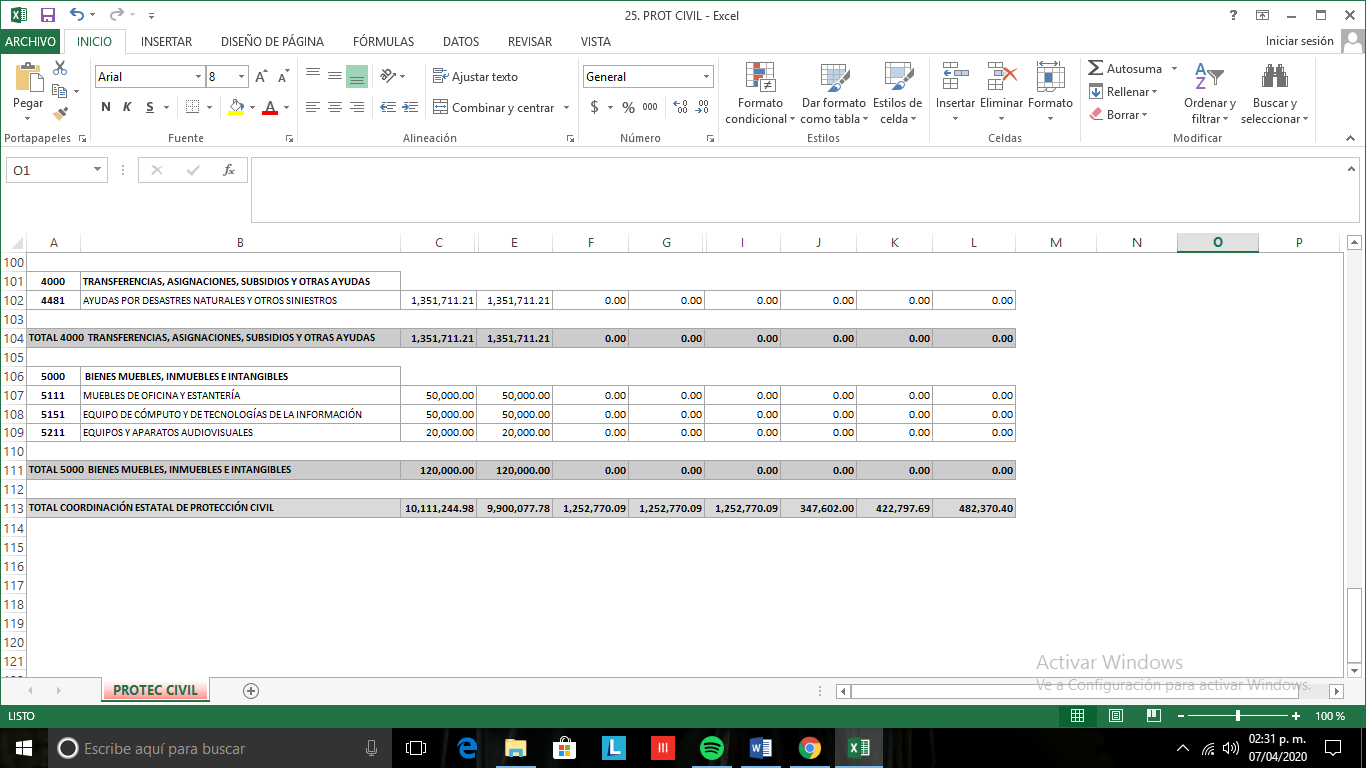 25. PROT CIVIL - Excel
ARCHIVO INICIO INSERTAR DISEÑO DE PÁGINA FÓRMULAS DATOS REVISAR VISTA Iniciar sesión
Pegar
Arial 8
N K S
Ajustar texto
Combinar y centrar
General
$ % 000
Formato condicional
Dar formato como tabla
Estilos de celda
Insertar Eliminar Formato
Autosuma
Rellenar
Borrar
Ordenar y filtrar
Buscar y seleccionar
Portapapeles Fuente Alineación Número Estilos Celdas Modificar
O1 fx
A B C E F G I J K L M N O P
100
101 4000 TRANSFERENCIAS, ASIGNACIONES, SUBSIDIOS Y OTRAS AYUDAS
102 4481 AYUDAS POR DESASTRES NATURALES Y OTROS SINIESTROS 1,351,711.21 1,351,711.21 0.00 0.00 0.00 0.00 0.00 0.00
103
104 TOTAL 4000 TRANSFERENCIAS, ASIGNACIONES, SUBSIDIOS Y OTRAS AYUDAS 1,351,711.21 1,351,711.21 0.00 0.00 0.00 0.00 0.00 0.00
105
106 5000 BIENES MUEBLES, INMUEBLES E INTANGIBLES
107 5111 MUEBLES DE OFICINA Y ESTANTERÍA 50,000.00 50,000.00 0.00 0.00 0.00 0.00 0.00 0.00
108 5151 EQUIPO DE CÓMPUTO Y DE TECNOLOGÍAS DE LA INFORMACIÓN 50,000.00 50,000.00 0.00 0.00 0.00 0.00 0.00 0.00
109 5211 EQUIPOS Y APARATOS AUDIOVISUALES 20,000.00 20,000.00 0.00 0.00 0.00 0.00 0.00 0.00
110
111 TOTAL 5000 BIENES MUEBLES, INMUEBLES E INTANGIBLES 120,000.00 120,000.00 0.00 0.00 0.00 0.00 0.00 0.00
112
113 TOTAL COORDINACIÓN ESTATAL DE PROTECCIÓN CIVIL 10,111,244.98 9,900,077.78 1,252,770.09 1,252,770.09 1,252,770.09 347,602.00 422,797.69 482,370.40
114
115
116
117
118
119
120
121
Activar Windows
Ve a Configuración para activar Windows.
PROTEC CIVIL
LISTO 100 %
Escribe aquí para buscar
02:31 p. m.
07/04/2020